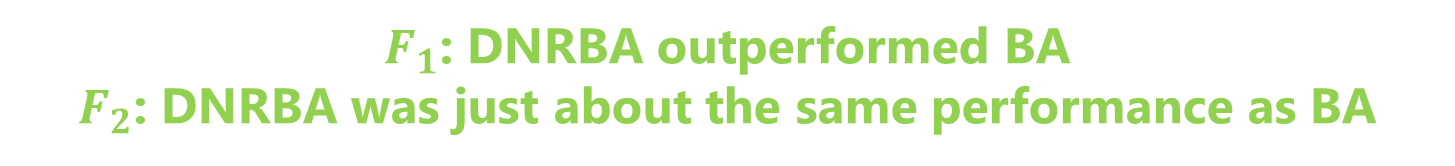 F₁: DNRBA outperformed BA
F₂: DNRBA was just about the same performance as BA